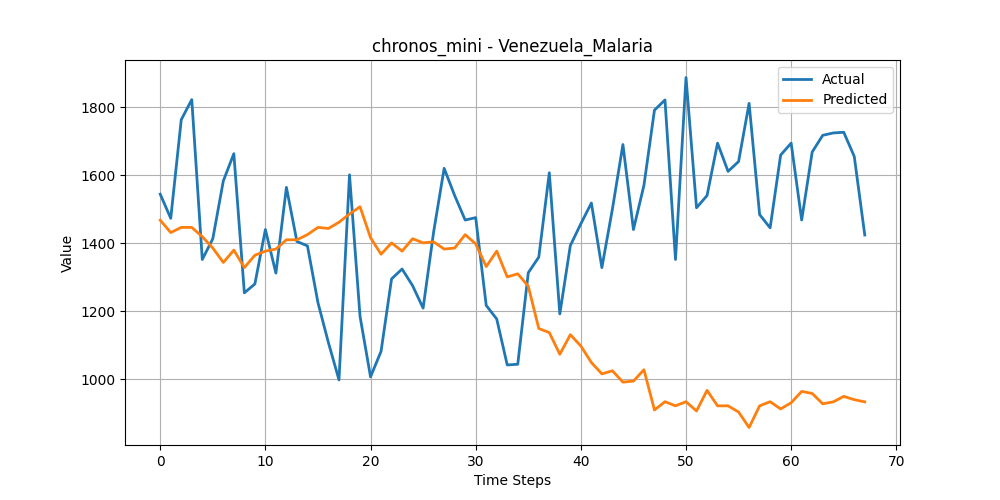 chronos_mini - Venezuela_Malaria
Actual
Predicted
Value
1800
1600
1400
1200
1000
0 10 20 30 40 50 60 70
Time Steps